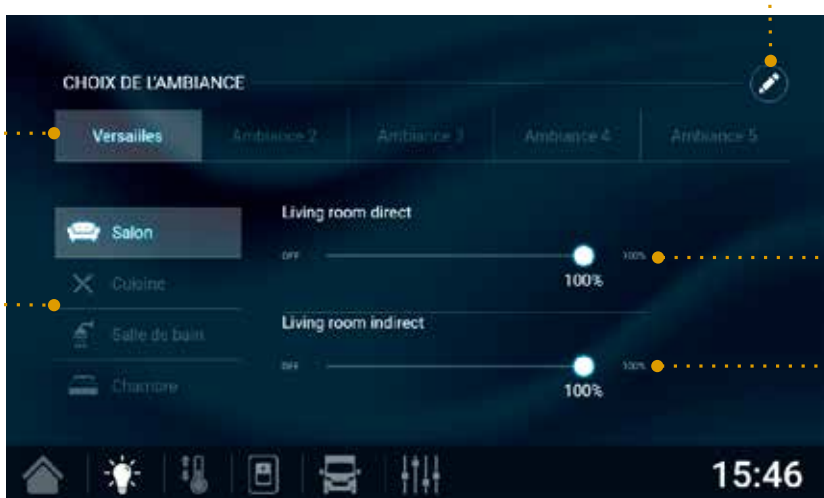 CHOIX DE L'AMBIANCE
Versailles
Ambiance 2
Ambiance 3
Ambiance 4
Ambiance 5
Salon
Cuisine
Salle de bain
Chambre
Living room direct
OFF
100%
100%
Living room indirect
OFF
100%
100%
15:46